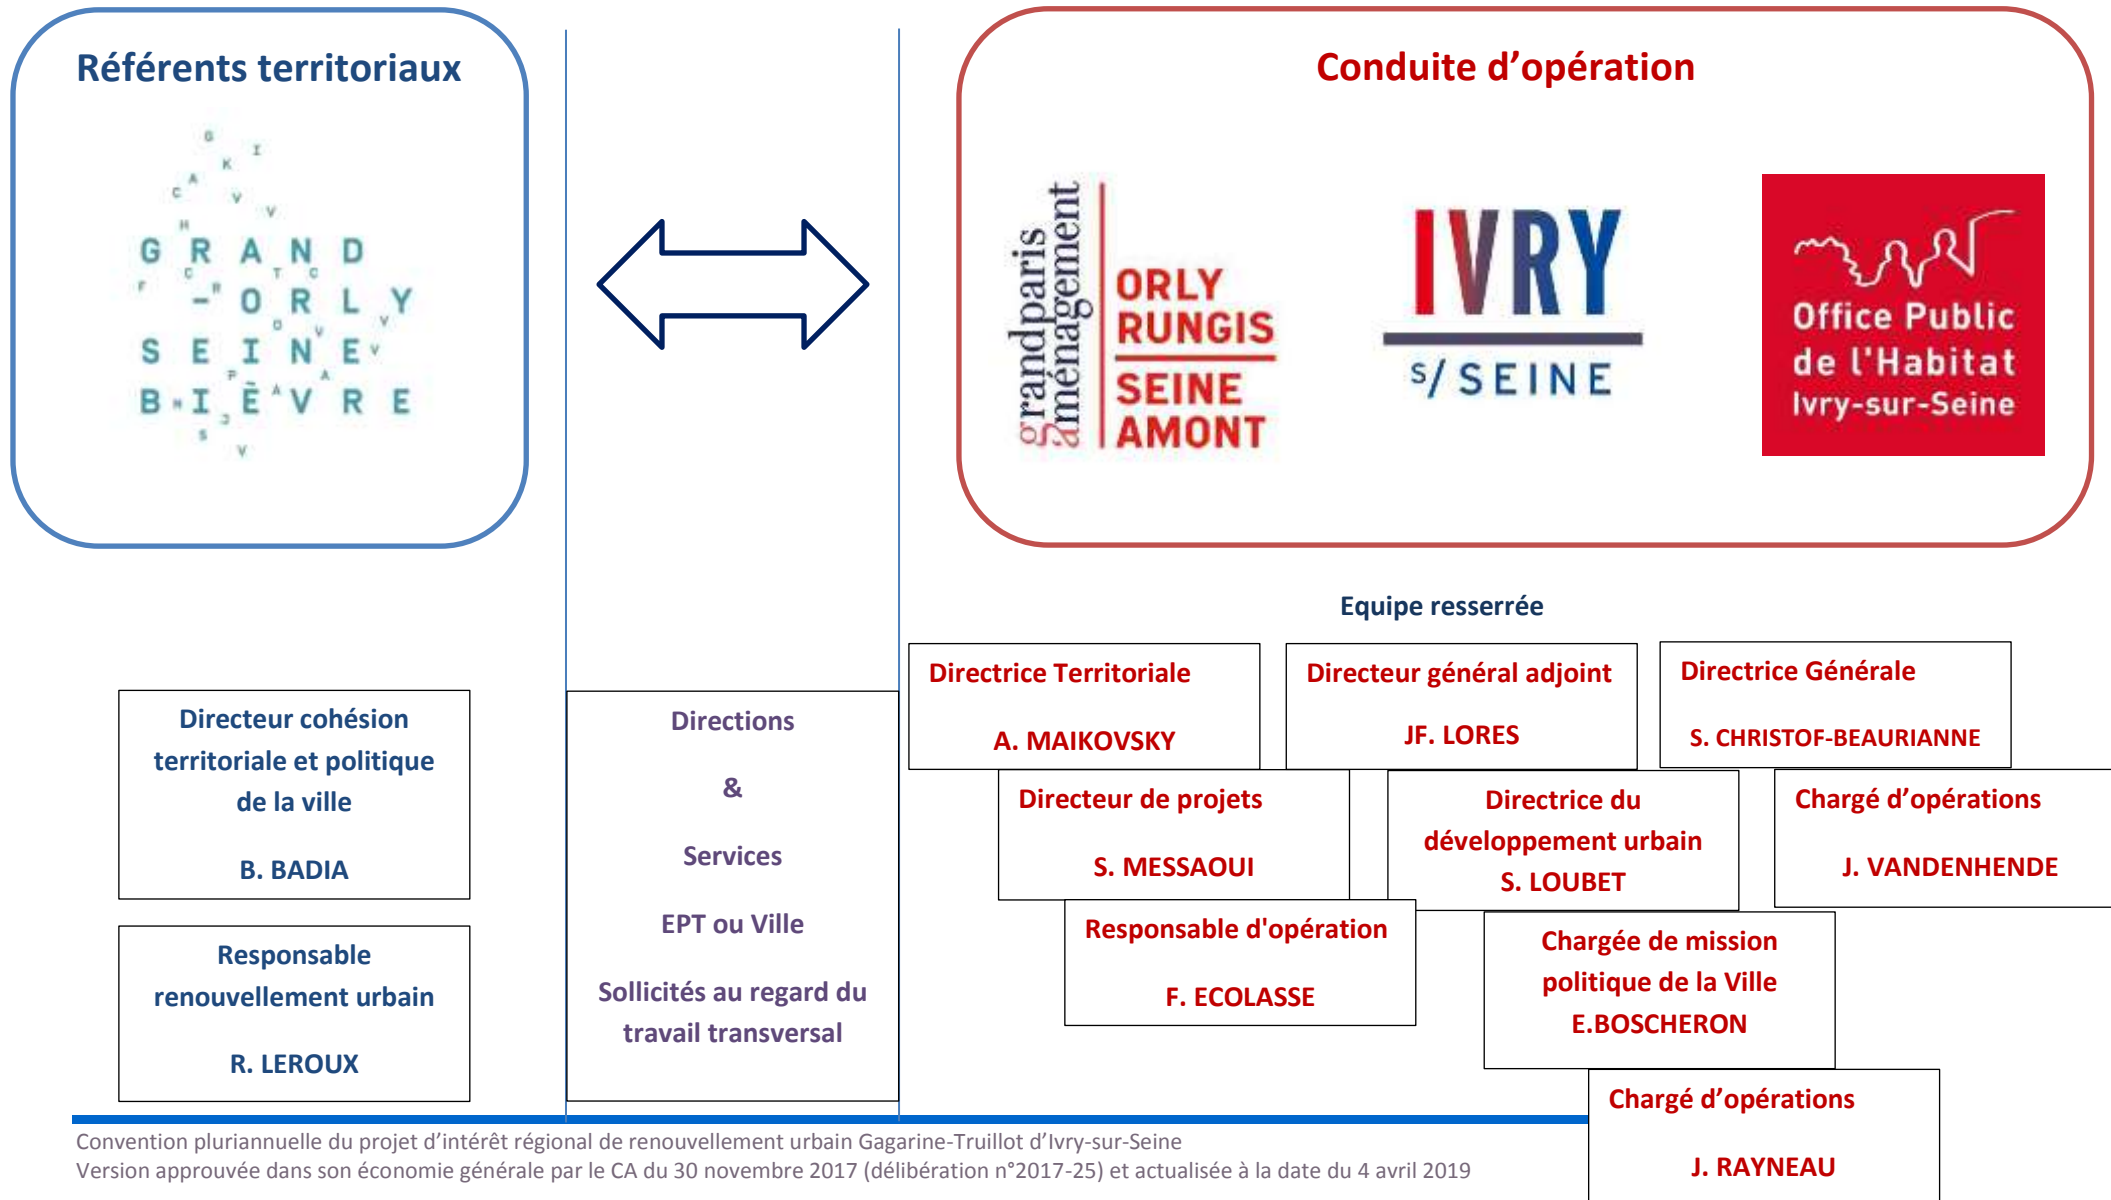 Référents territoriaux
GRAND
-ORLY
SEINE
BIÈVRE
Conduite d'opération
grandparis
aménagement
ORLY
RUNGIS
SEINE
AMONT
IVRY
s/SEINE
Office Public
de l'Habitat
Ivry-sur-Seine
Equipe resserrée
Directeur cohésion
territoriale et politique
de la ville
B. BADIA
Responsable
renouvellement urbain
R. LEROUX
Directions
&
Services
EPT ou Ville
Sollicités au regard du
travail transversal
Directrice Territoriale
A. MAIKOVSKY
Directeur général adjoint
JF. LORES
Directrice Générale
S. CHRISTOF-BEAURIANNE
Directeur de projets
S. MESSAOUI
Directrice du
développement urbain
S. LOUBET
Chargé d'opérations
J. VANDENHENDE
Responsable d'opération
F. ECOLASSE
Chargée de mission
politique de la Ville
E.BOSCHERON
Chargé d'opérations
J. RAYNEAU
Convention pluriannuelle du projet d'intérêt régional de renouvellement urbain Gagarine-Truillot d'Ivry-sur-Seine
Version approuvée dans son économie générale par le CA du 30 novembre 2017 (délibération n°2017-25) et actualisée à la date du 4 avril 2019